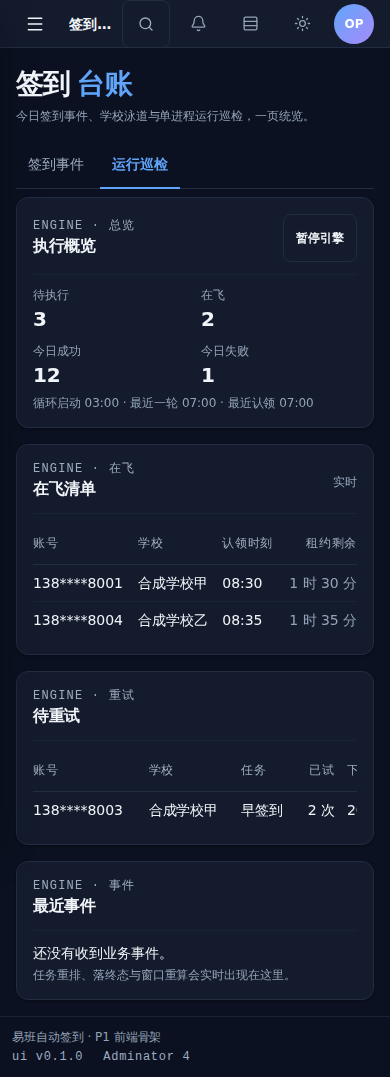 签到... OP
签到 台账
今日签到事件、学校泳道与单进程运行巡检，一页统览。
签到事件 运行巡检
ENGINE · 总览
执行概览 暂停引擎
待执行 在飞
3 2
今日成功 今日失败
12 1
循环启动 03:00 · 最近一轮 07:00 · 最近认领 07:00
ENGINE · 在飞
在飞清单 实时
账号 学校 认领时刻 租约剩余
138****8001 合成学校甲 08:30 1 时 30 分
138****8004 合成学校乙 08:35 1 时 35 分
ENGINE · 重试
待重试
账号 学校 任务 已试
138****8003 合成学校甲 早签到 2 次
ENGINE · 事件
最近事件
还没有收到业务事件。
任务重排、落终态与窗口重算会实时出现在这里。
易班自动签到 · P1 前端骨架
ui v0.1.0 Adminator 4